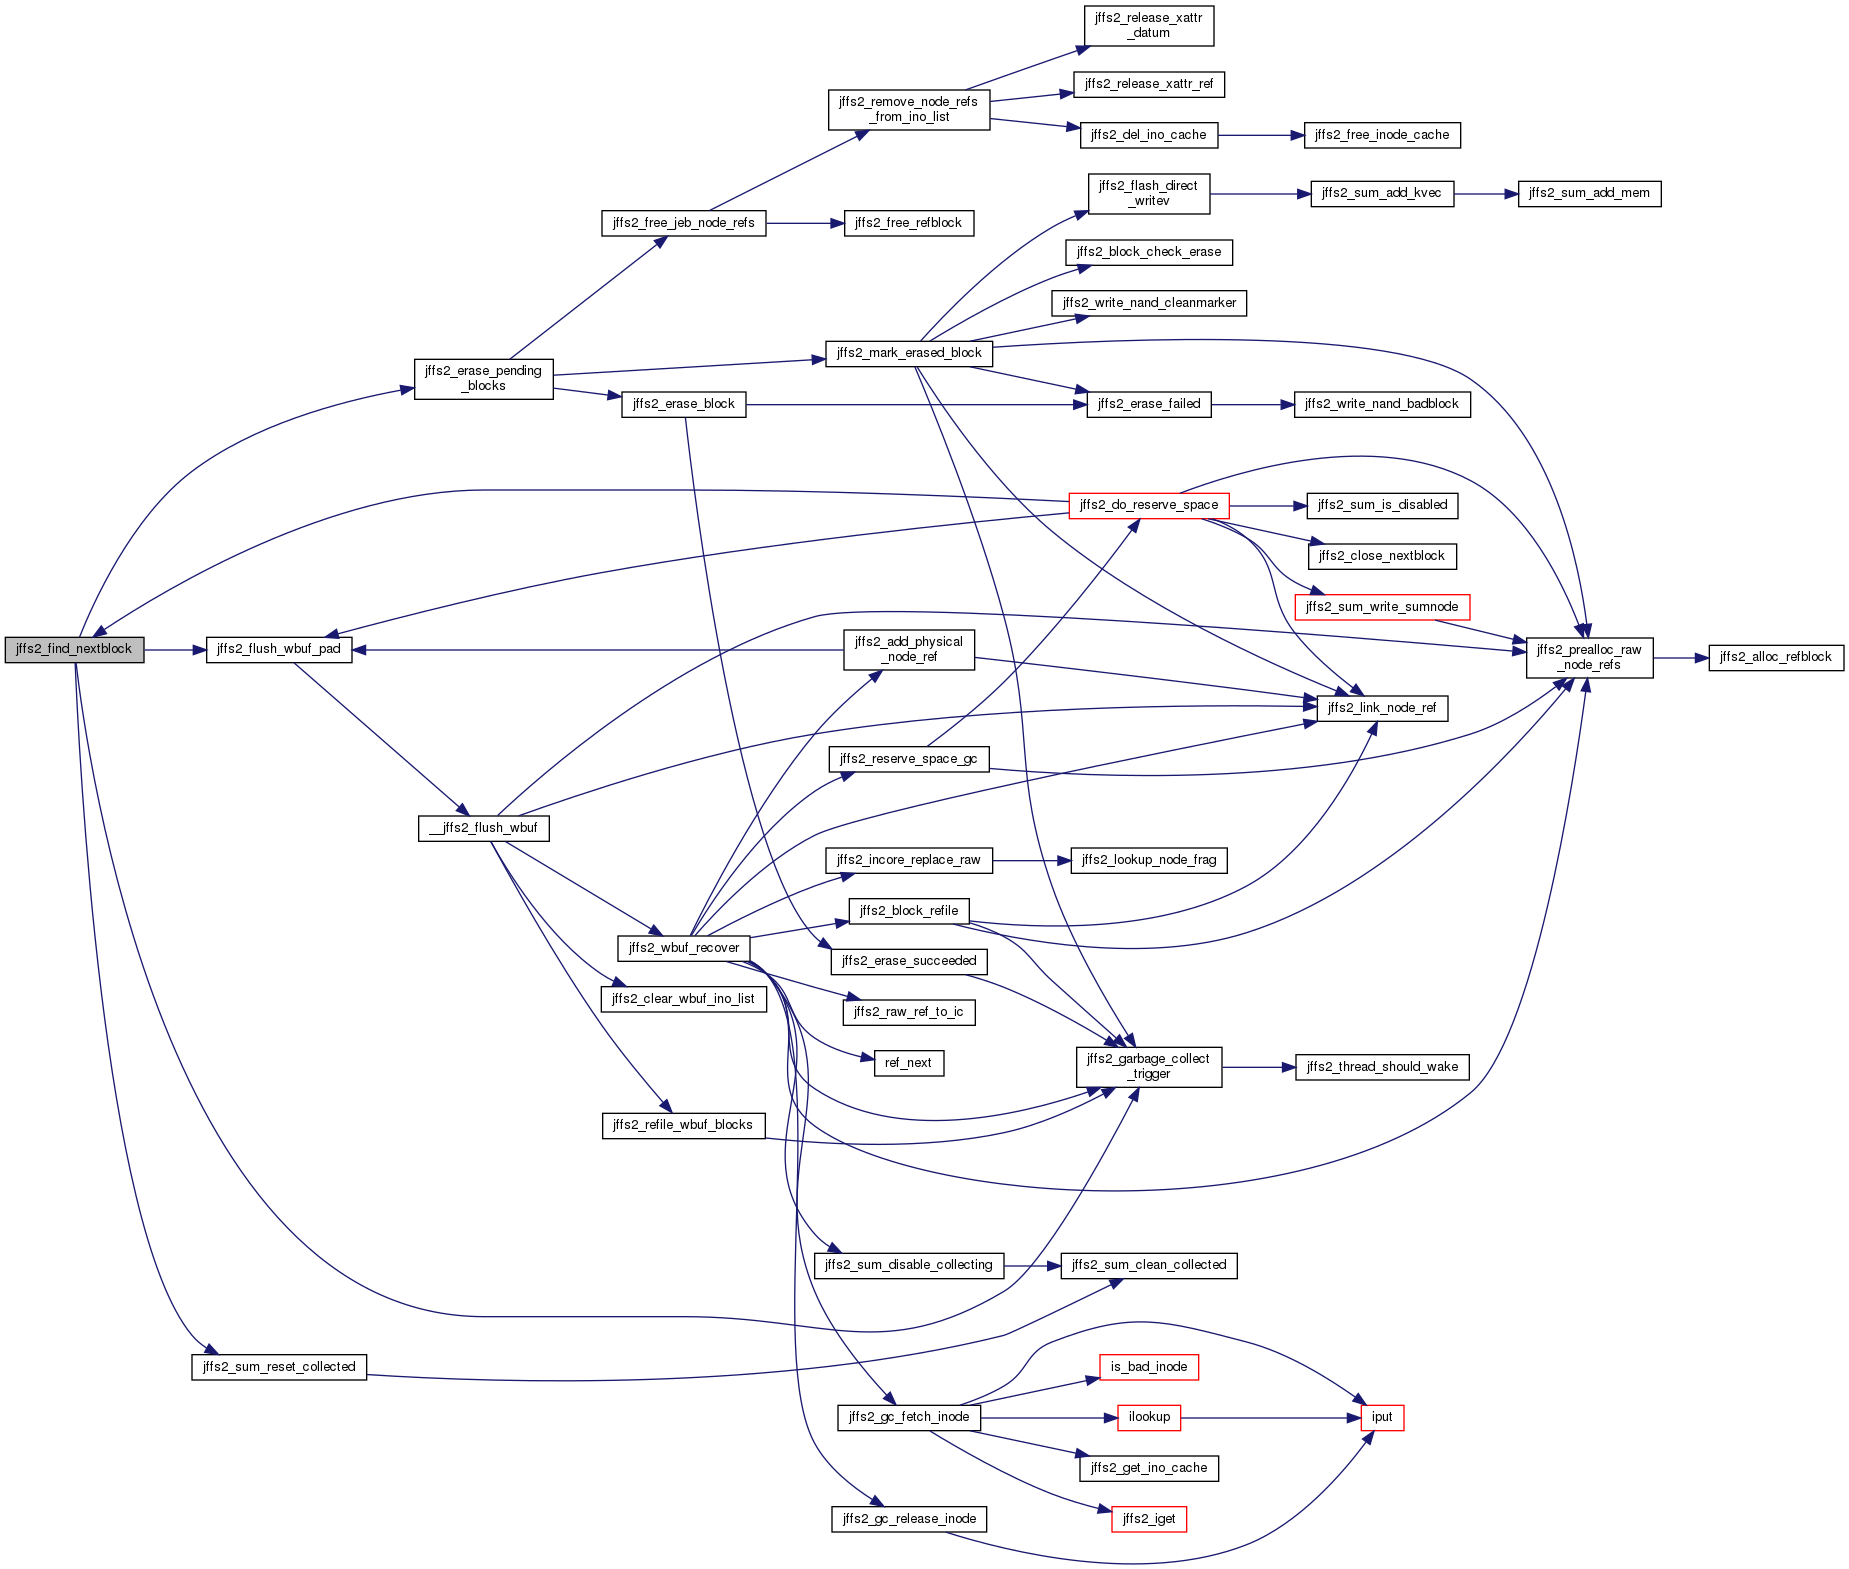 jffs2_release_xattr
_datum
jffs2_release_xattr_ref
jffs2_remove_node_refs
_from_ino_list
jffs2_del_ino_cache
jffs2_free_inode_cache
jffs2_flash_direct
_writev
jffs2_sum_add_kvec
jffs2_sum_add_mem
jffs2_free_jeb_node_refs
jffs2_free_refblock
jffs2_block_check_erase
jffs2_write_nand_cleanmarker
jffs2_mark_erased_block
jffs2_erase_pending
_blocks
jffs2_erase_block
jffs2_erase_failed
jffs2_write_nand_badblock
jffs2_do_reserve_space
jffs2_sum_is_disabled
jffs2_close_nextblock
jffs2_sum_write_sumnode
jffs2_find_nextblock
jffs2_flush_wbuf_pad
jffs2_add_physical
_node_ref
jffs2_prealloc_raw
_node_refs
jffs2_alloc_refblock
jffs2_link_node_ref
jffs2_reserve_space_gc
__jffs2_flush_wbuf
jffs2_incore_replace_raw
jffs2_lookup_node_frag
jffs2_block_refile
jffs2_wbuf_recover
jffs2_erase_succeeded
jffs2_clear_wbuf_ino_list
jffs2_raw_ref_to_ic
ref_next
jffs2_garbage_collect
_trigger
jffs2_thread_should_wake
jffs2_refile_wbuf_blocks
jffs2_sum_disable_collecting
jffs2_sum_clean_collected
jffs2_sum_reset_collected
is_bad_inode
jffs2_gc_fetch_inode
ilookup
iput
jffs2_get_ino_cache
jffs2_gc_release_inode
jffs2_iget